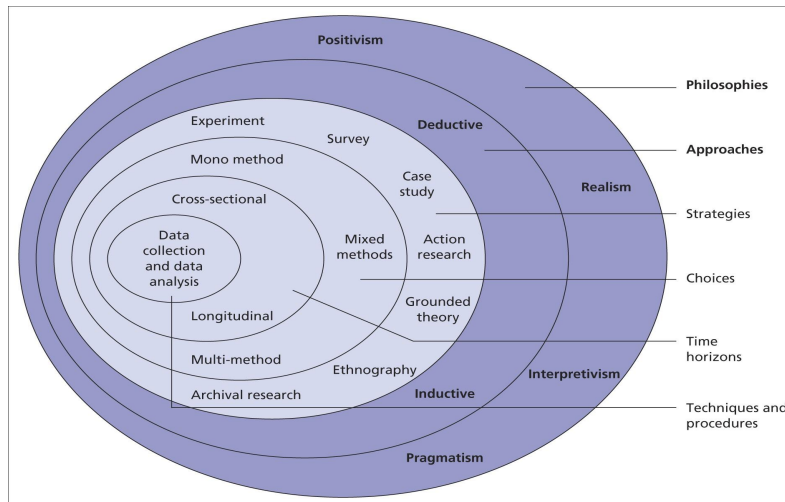 Positivism
Philosophies
Experiment
Survey
Deductive
Approaches
Mono method
Case
study
Realism
Cross-sectional
Strategies
Data
collection
and data
analysis
Mixed
methods
Action
research
Choices
Longitudinal
Grounded
theory
Time
horizons
Multi-method
Ethnography
Interpretivism
Archival research
Inductive
Techniques and
procedures
Pragmatism